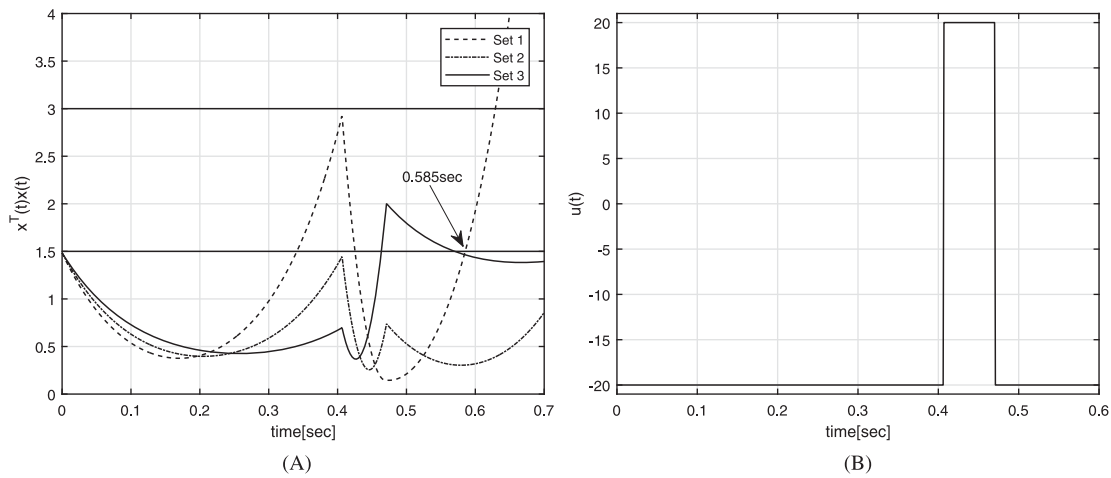 4
3.5
3
2.5
2
1.5
1
0.5
0
x^T(t)x(t)
Set 1
Set 2
Set 3
0.585sec
0 0.1 0.2 0.3 0.4 0.5 0.6 0.7
time[sec]
(A)
20
15
10
5
0
-5
-10
-15
-20
u(t)
0 0.1 0.2 0.3 0.4 0.5 0.6
time[sec]
(B)